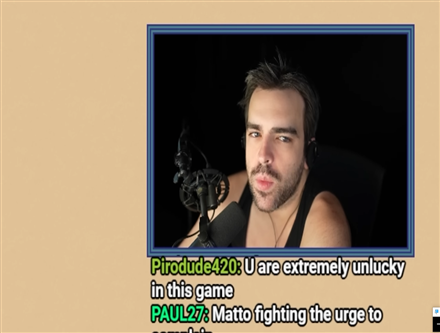 Pirodude420: U are extremely unlucky
in this game
PAUL27: Matto fighting the urge to